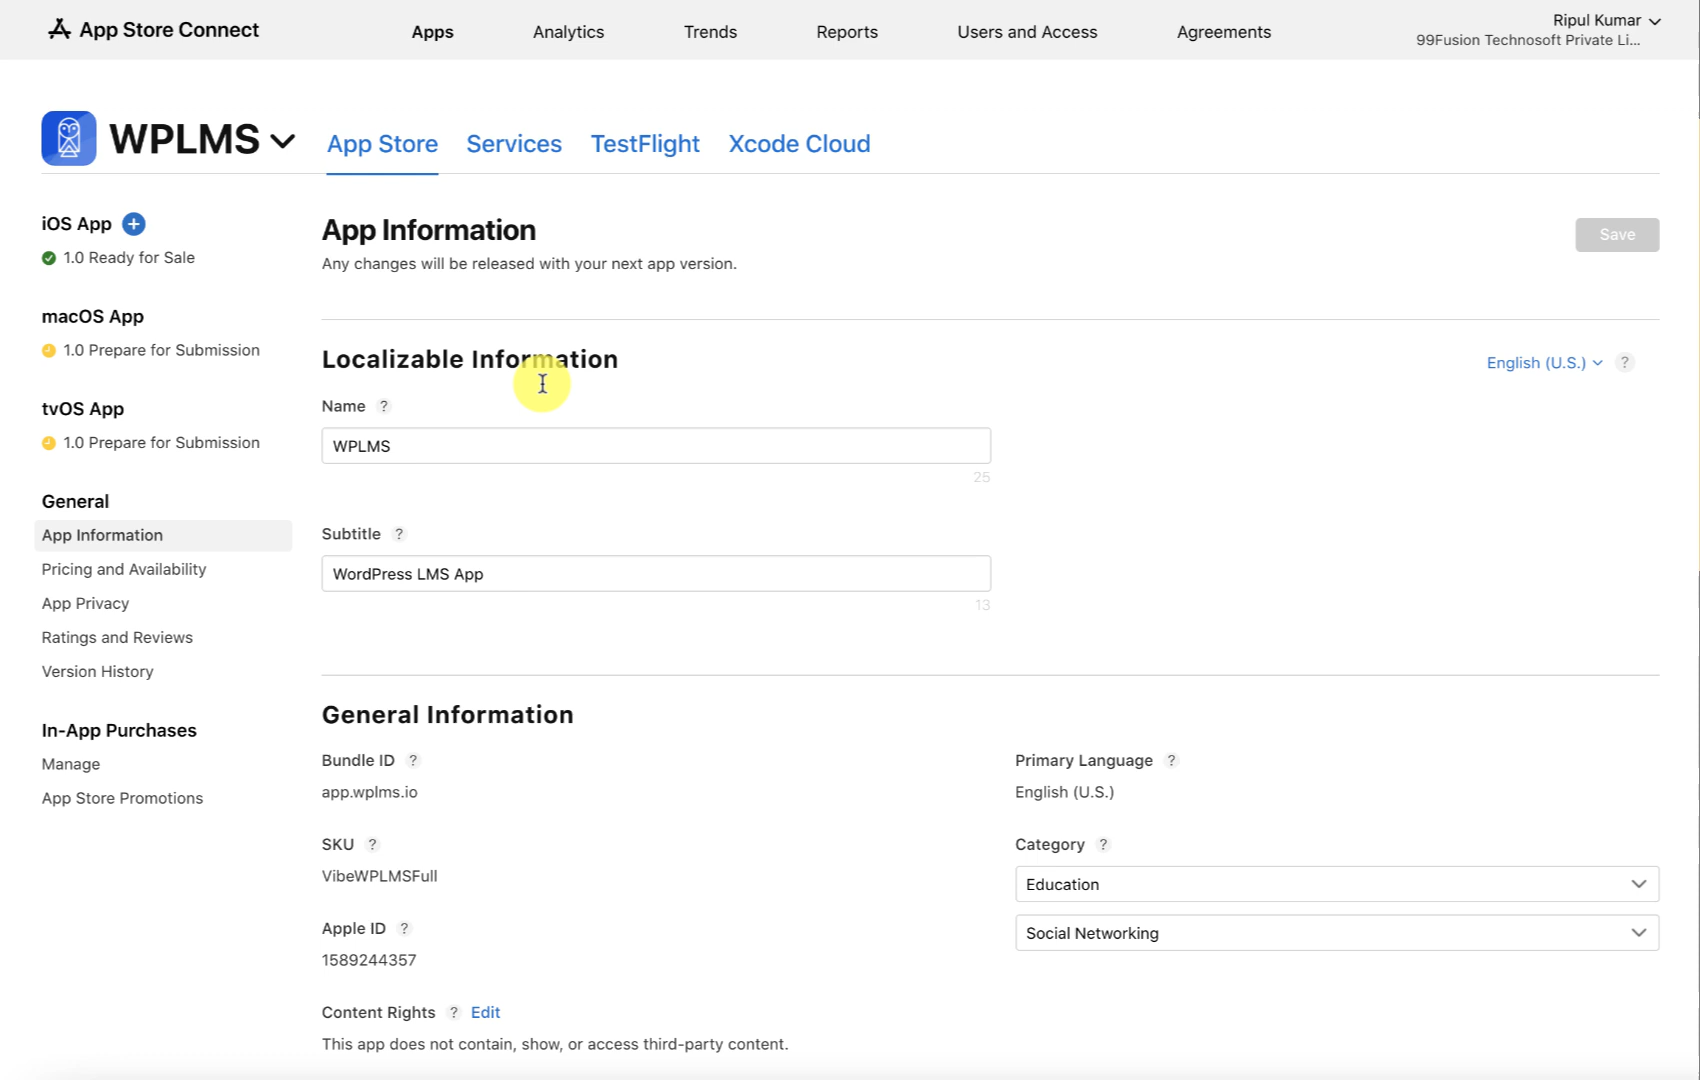 App Store Connect
Apps
Analytics
Trends
Reports
Users and Access
Agreements
Ripul Kumar
99Fusion Technosoft Private Li...
WPLMS
App Store
Services
TestFlight
Xcode Cloud
iOS App
1.0 Ready for Sale
macOS App
1.0 Prepare for Submission
tvOS App
1.0 Prepare for Submission
General
App Information
Pricing and Availability
App Privacy
Ratings and Reviews
Version History
In-App Purchases
Manage
App Store Promotions
App Information
Save
Any changes will be released with your next app version.
Localizable Information
English (U.S.) ?
Name ?
WPLMS
25
Subtitle ?
WordPress LMS App
13
General Information
Bundle ID ?
app.wplms.io
SKU ?
VibeWPLMSFull
Apple ID ?
1589244357
Content Rights ? Edit
This app does not contain, show, or access third-party content.
Primary Language ?
English (U.S.)
Category ?
Education
Social Networking